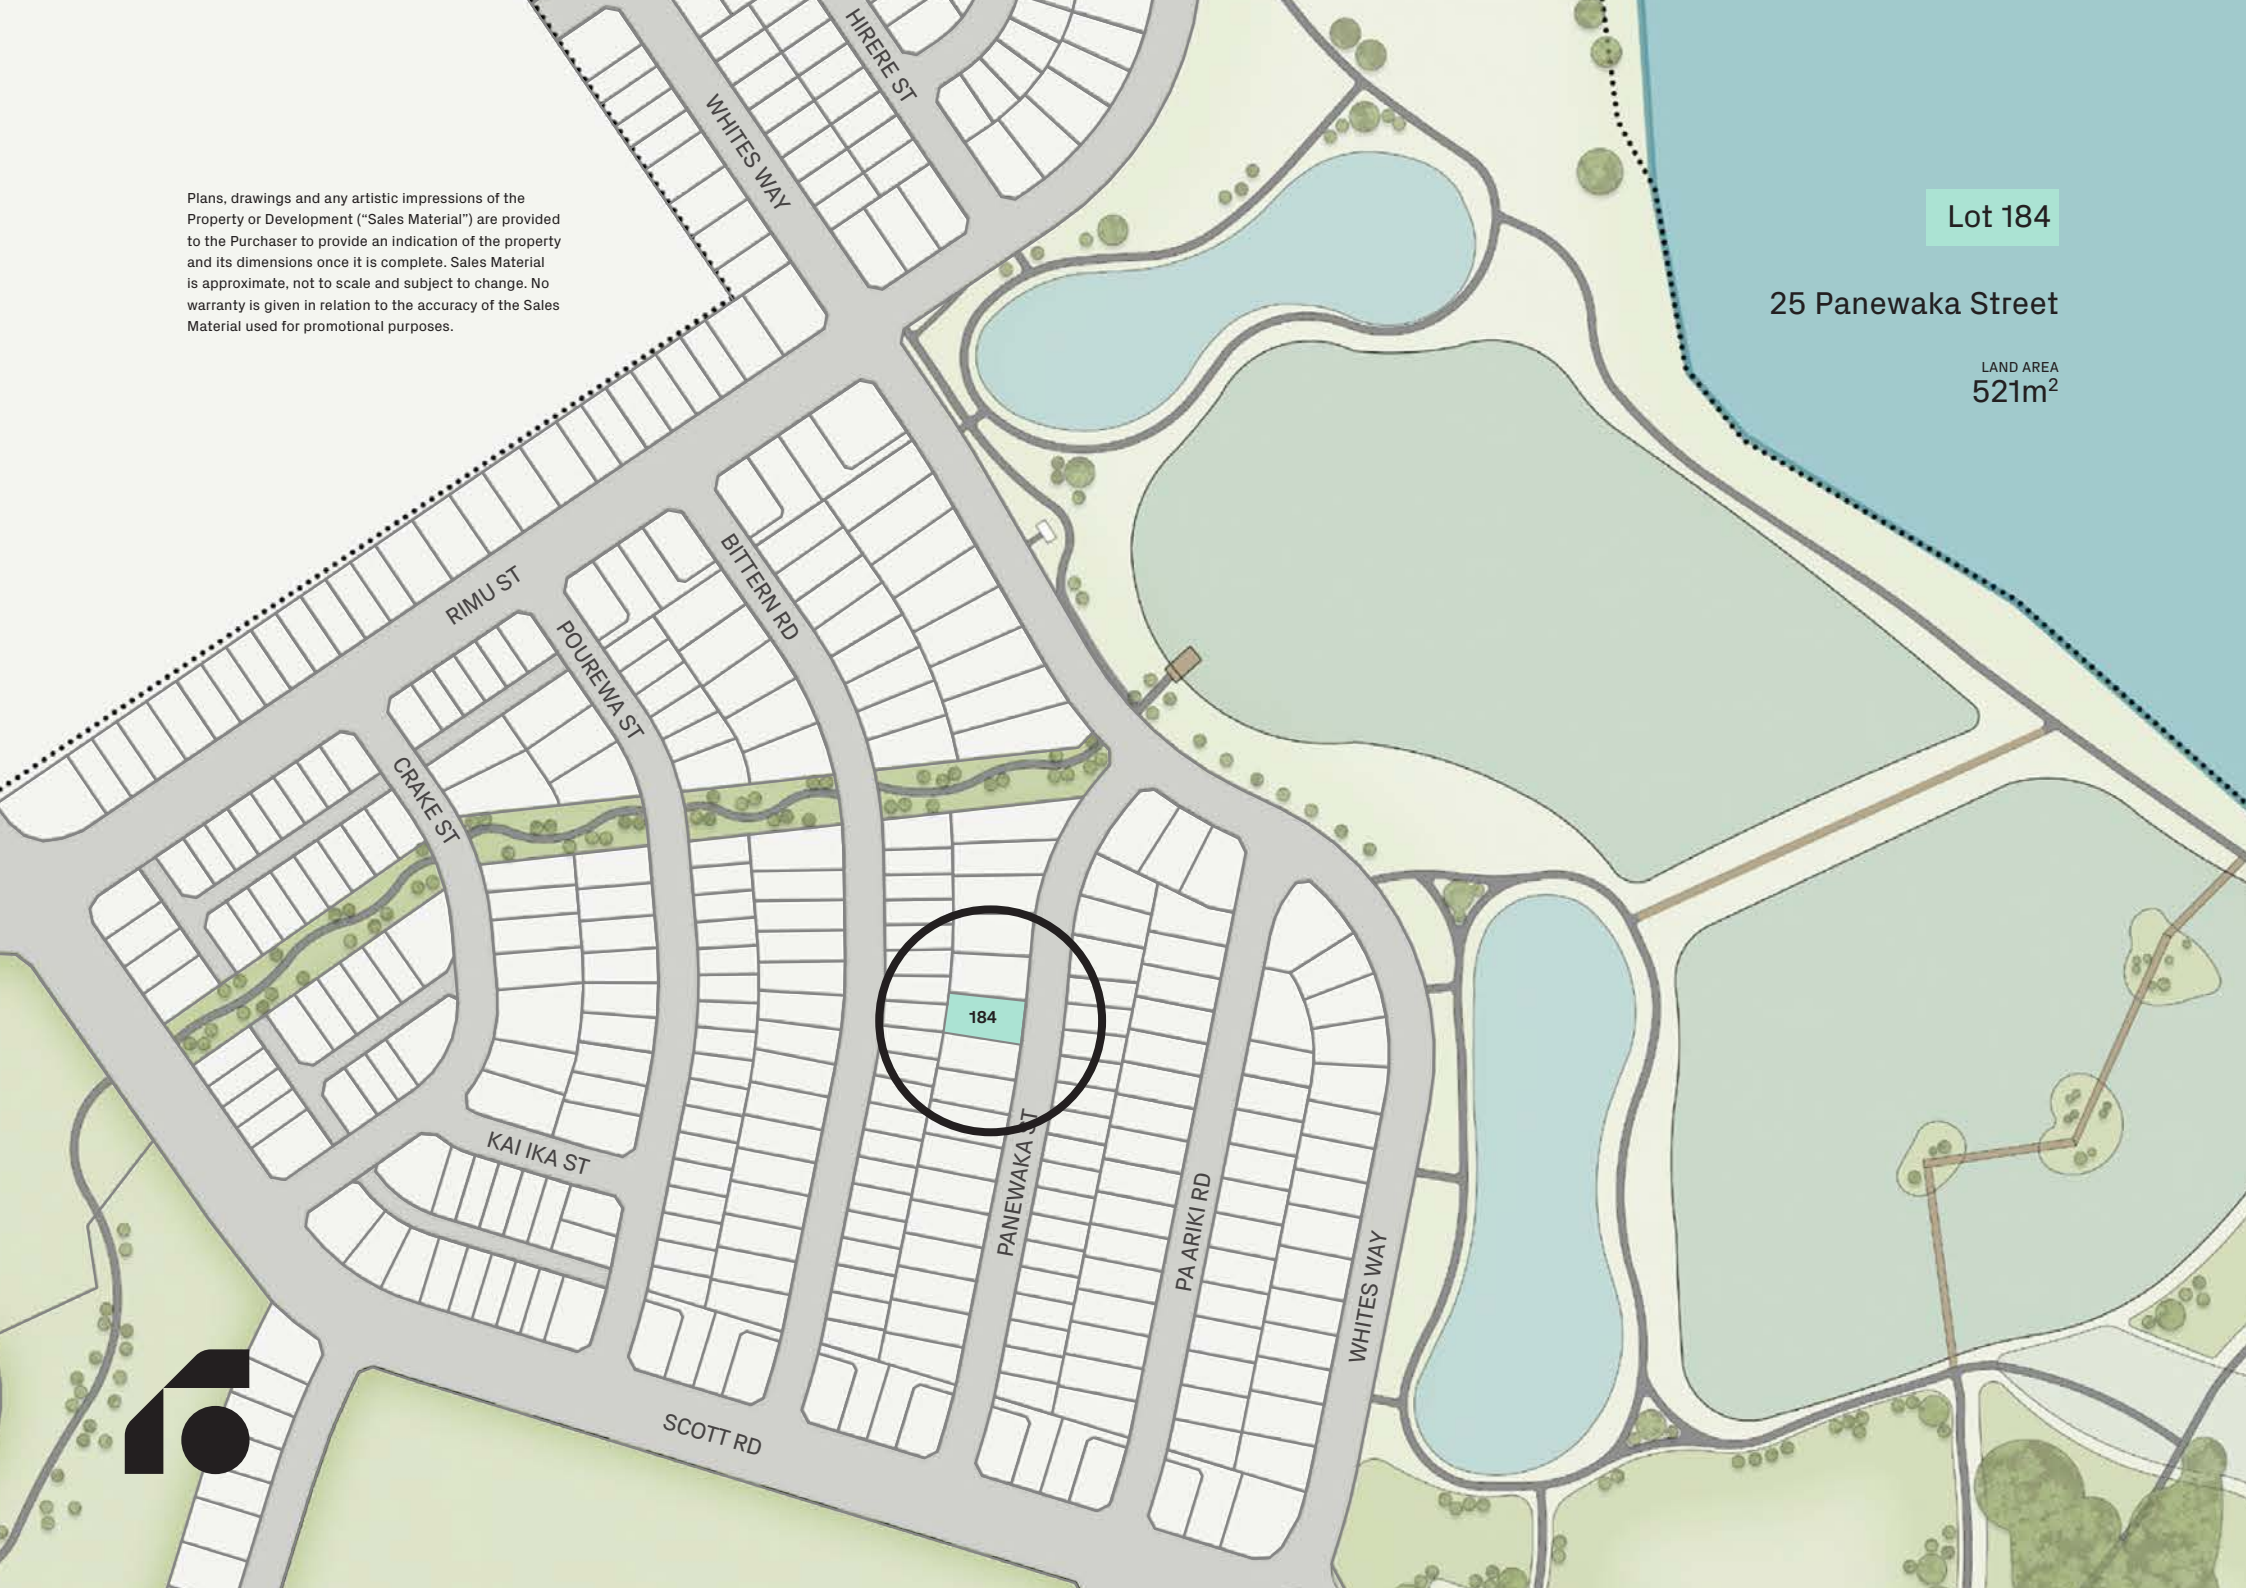 HIRERE ST
WHITES WAY
Plans, drawings and any artistic impressions of the
Property or Development (“Sales Material”) are provided
to the Purchaser to provide an indication of the property
and its dimensions once it is complete. Sales Material
is approximate, not to scale and subject to change. No
warranty is given in relation to the accuracy of the Sales
Material used for promotional purposes.
Lot 184
25 Panewaka Street
LAND AREA
521m²
RIMU ST
BITTERN RD
POUREWA ST
CRAKE ST
184
KAI IKA ST
PANEWAKA ST
PA ARIKI RD
WHITES WAY
SCOTT RD